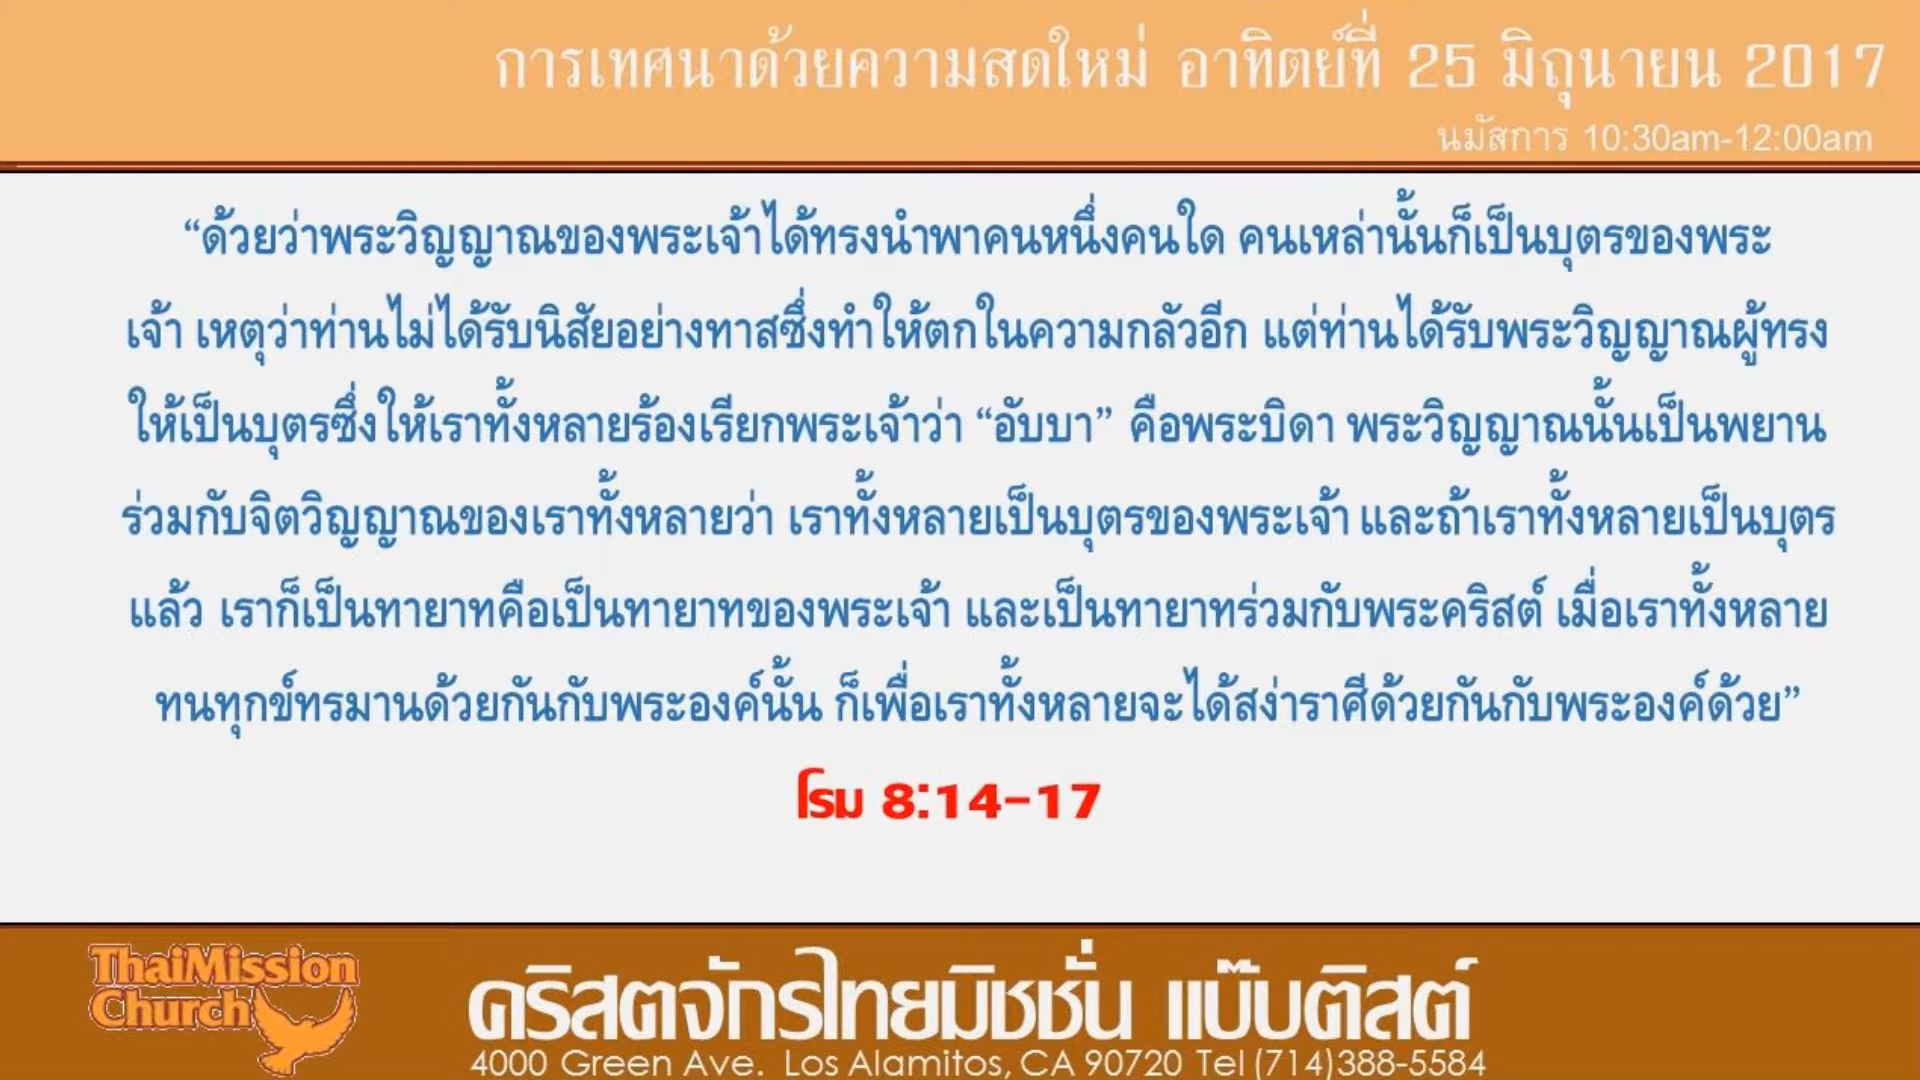 การเทศนาด้วยความสดใหม่ อาทิตย์ที่ 25 มิถุนายน 2017
นมัสการ 10:30am-12:00am
“ด้วยว่าพระวิญญาณของพระเจ้าได้ทรงนำพาคนหนึ่งคนใด คนเหล่านั้นก็เป็นบุตรของพระ
เจ้า เหตุว่าท่านไม่ได้รับนิสัยอย่างทาสซึ่งทำให้ตกในความกลัวอีก แต่ท่านได้รับพระวิญญาณผู้ทรง
ให้เป็นบุตรซึ่งให้เราทั้งหลายร้องเรียกพระเจ้าว่า “อับบา” คือพระบิดา พระวิญญาณนั้นเป็นพยาน
ร่วมกับจิตวิญญาณของเราทั้งหลายว่า เราทั้งหลายเป็นบุตรของพระเจ้า และถ้าเราทั้งหลายเป็นบุตร
แล้ว เราก็เป็นทายาทคือเป็นทายาทของพระเจ้า และเป็นทายาทร่วมกับพระคริสต์ เมื่อเราทั้งหลาย
ทนทุกข์ทรมานด้วยกันกับพระองค์นั้น ก็เพื่อเราทั้งหลายจะได้สง่าราศีด้วยกันกับพระองค์ด้วย”
โรม 8:14-17
ThaiMission
Church
คริสตจักรไทยมิชชั่น แบ๊บติสต์
4000 Green Ave. Los Alamitos, CA 90720 Tel (714)388-5584